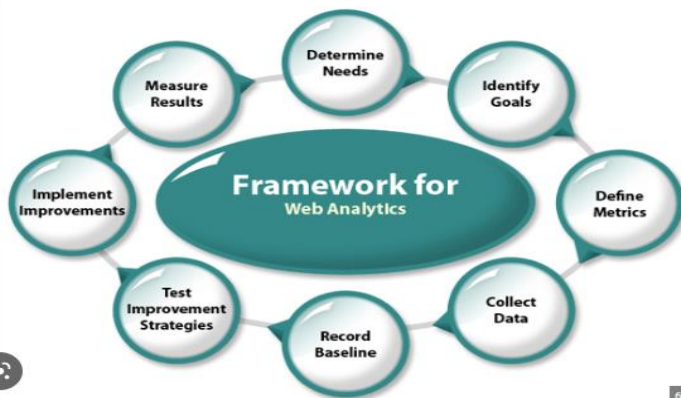 Framework for
Web Analytics
Determine
Needs
Identify
Goals
Define
Metrics
Collect
Data
Record
Baseline
Test
Improvement
Strategies
Implement
Improvements
Measure
Results